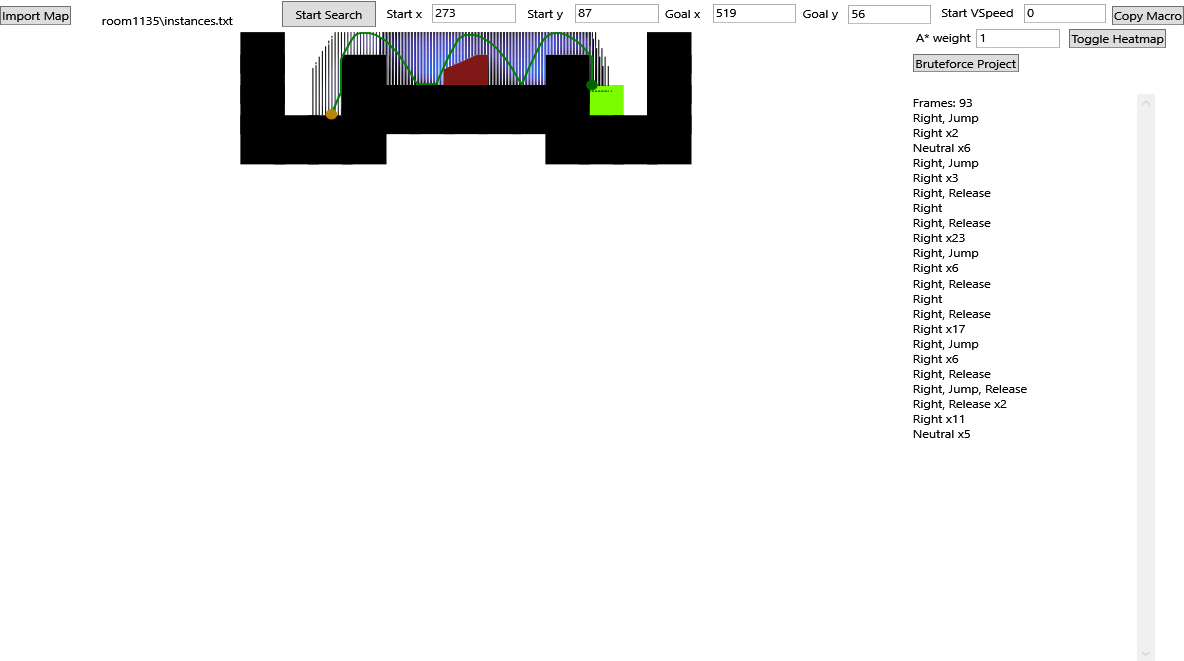 Import Map
room1135\instances.txt
Start Search
Start x 273
Start y 87
Goal x 519
Goal y 56
Start VSpeed 0
Copy Macro
A* weight 1
Toggle Heatmap
Bruteforce Project
Frames: 93
Right, Jump
Right x2
Neutral x6
Right, Jump
Right x3
Right, Release
Right
Right, Release
Right x23
Right, Jump
Right x6
Right, Release
Right
Right, Release
Right x17
Right, Jump
Right x6
Right, Release
Right, Jump, Release
Right, Release x2
Right x11
Neutral x5